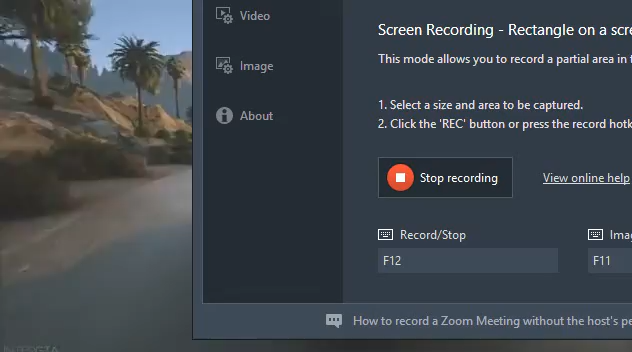 Video
Screen Recording - Rectangle on a scre
This mode allows you to record a partial area in t
Image
1. Select a size and area to be captured.
About
2. Click the 'REC' button or press the record hotk
Stop recording
View online help
Record/Stop
Imag
F12
F11
How to record a Zoom Meeting without the host's pe